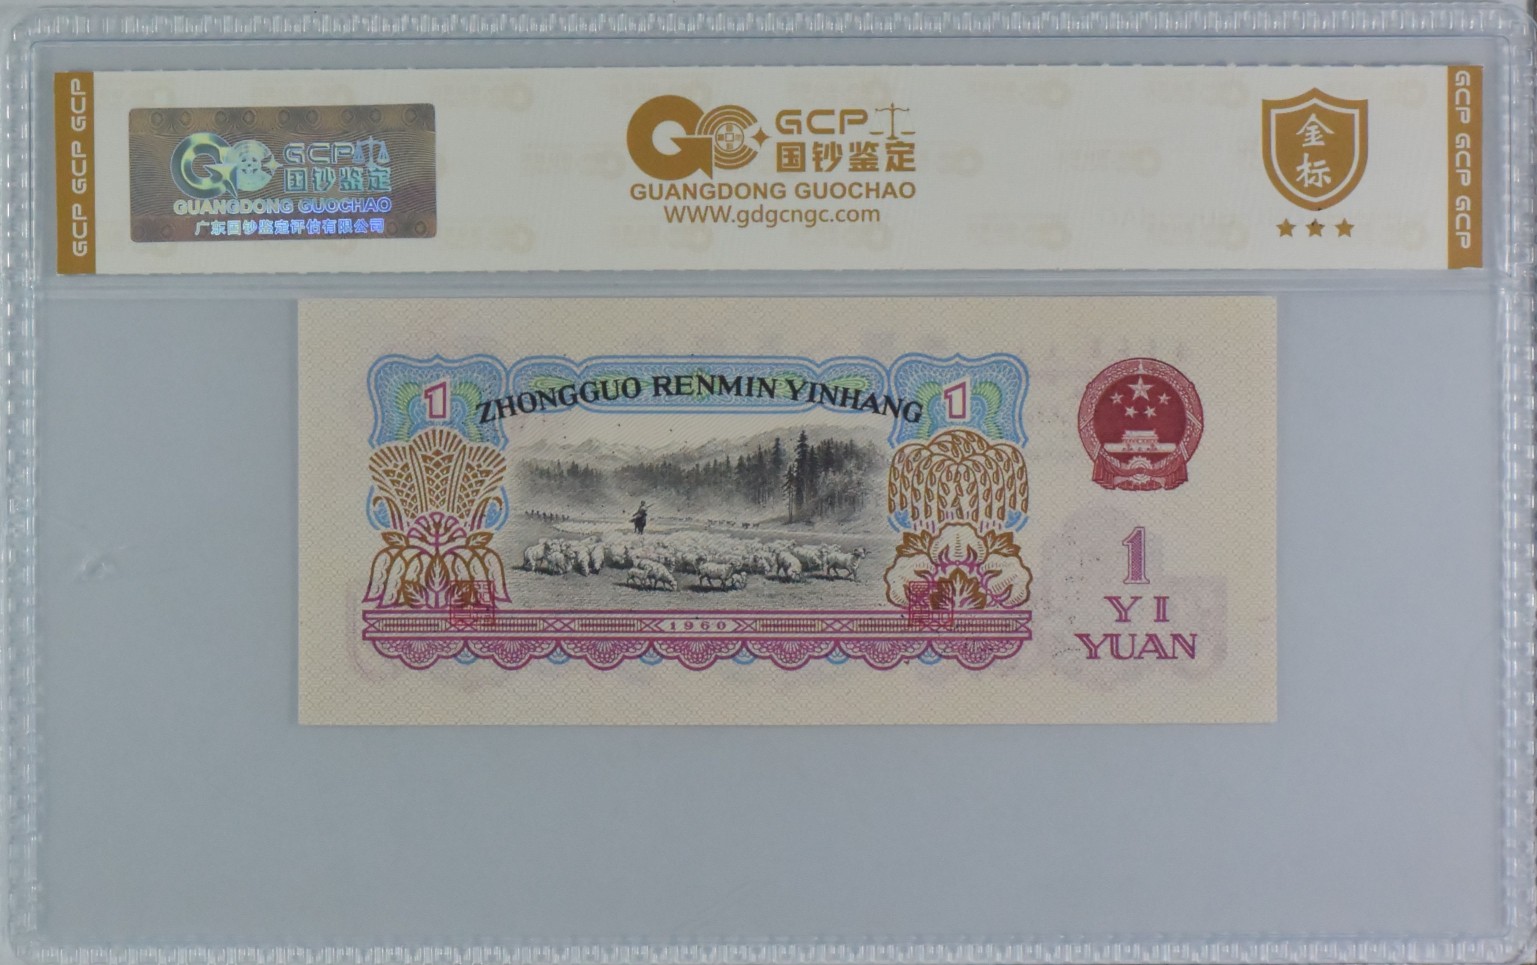 GCP GCP GCP
GCP
国钞鉴定
GUANGDONG GUOCHAO
广东国钞鉴定评估有限公司
GCP
国钞鉴定
GUANGDONG GUOCHAO
WWW.gdgcngc.com
金标
GCP GCP GCP
ZHONGGUO RENMIN YINHANG
1
1
1960
1
YI
YUAN